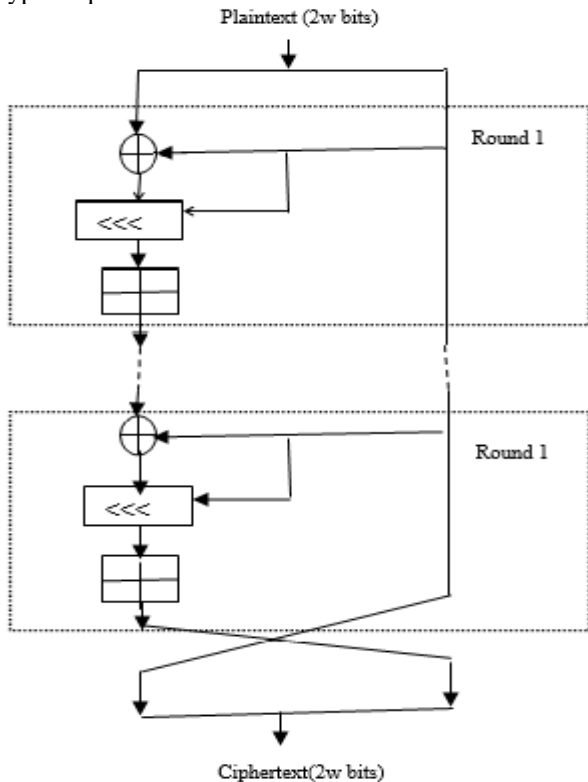 Plaintext (2w bits)
Round 1
<<<
Round 1
<<<
Ciphertext(2w bits)